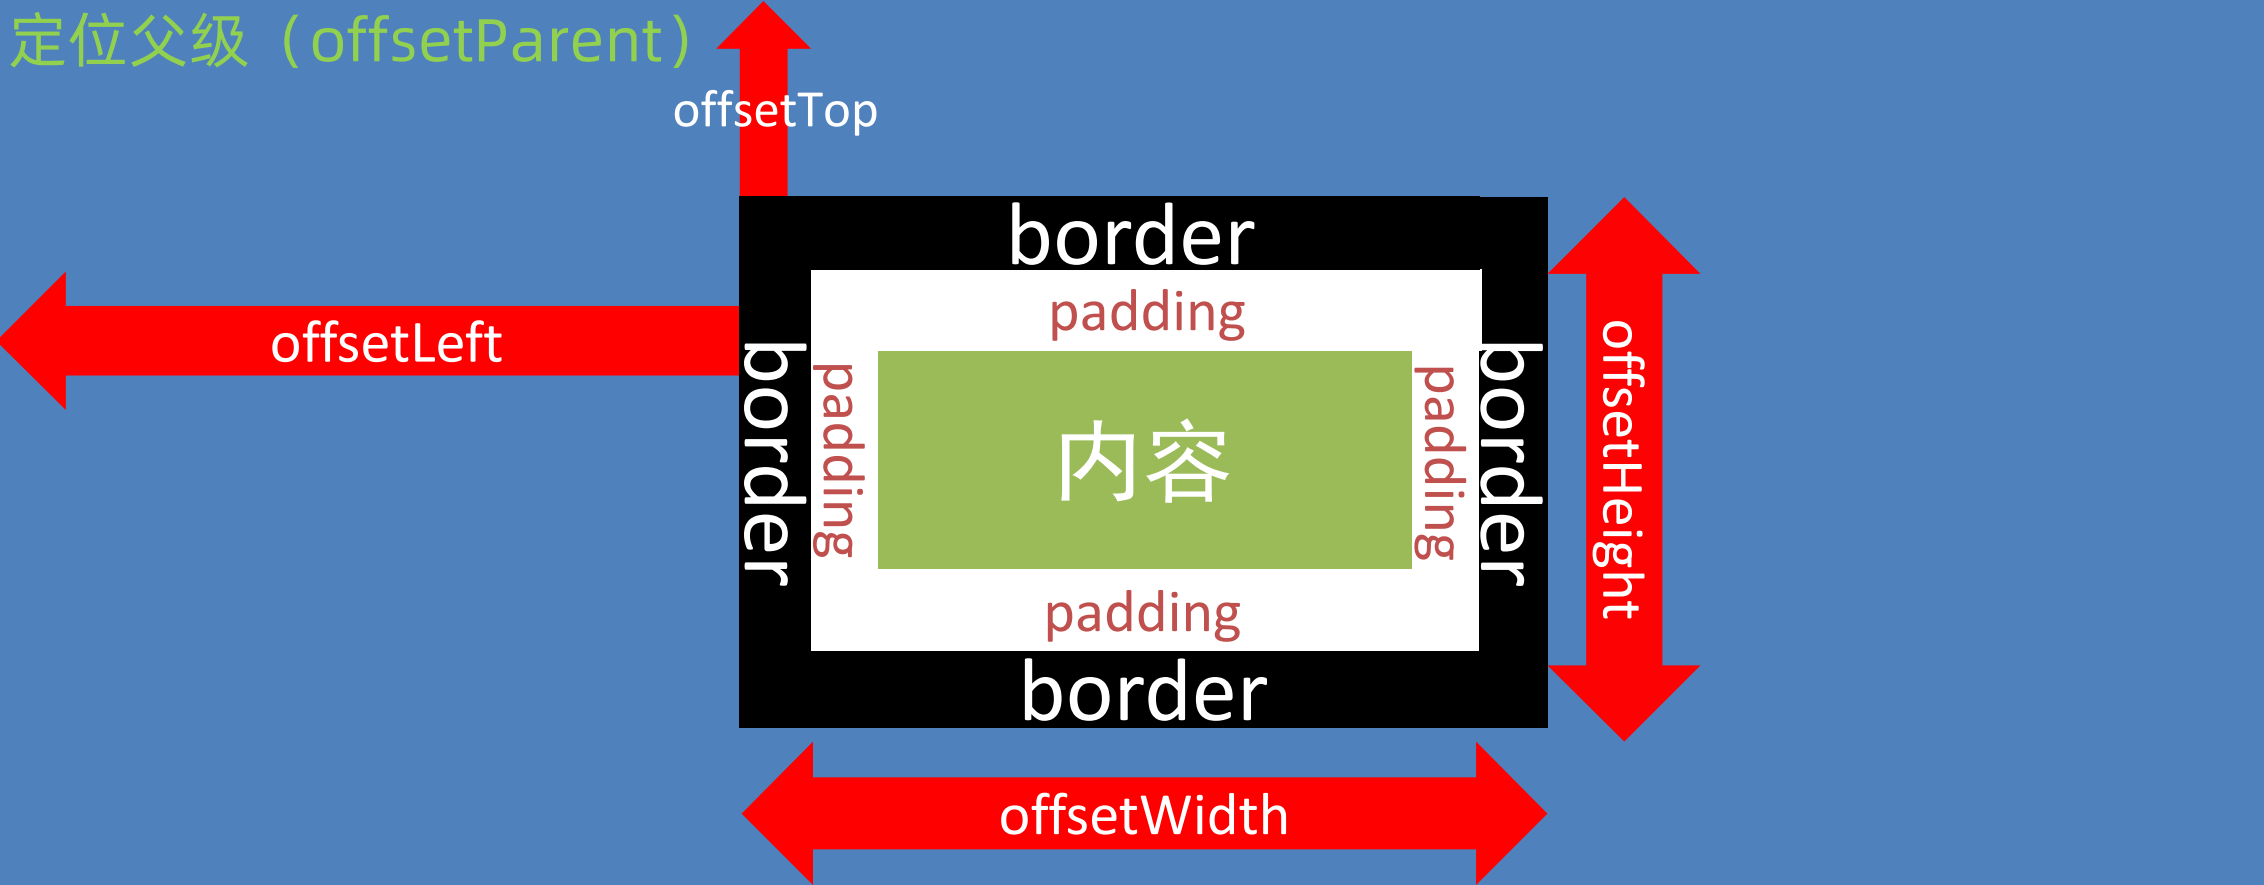 定位父级（offsetParent）
offsetTop
border
padding
offsetLeft
border
padding
内容
padding
border
offsetHeight
padding
border
offsetWidth